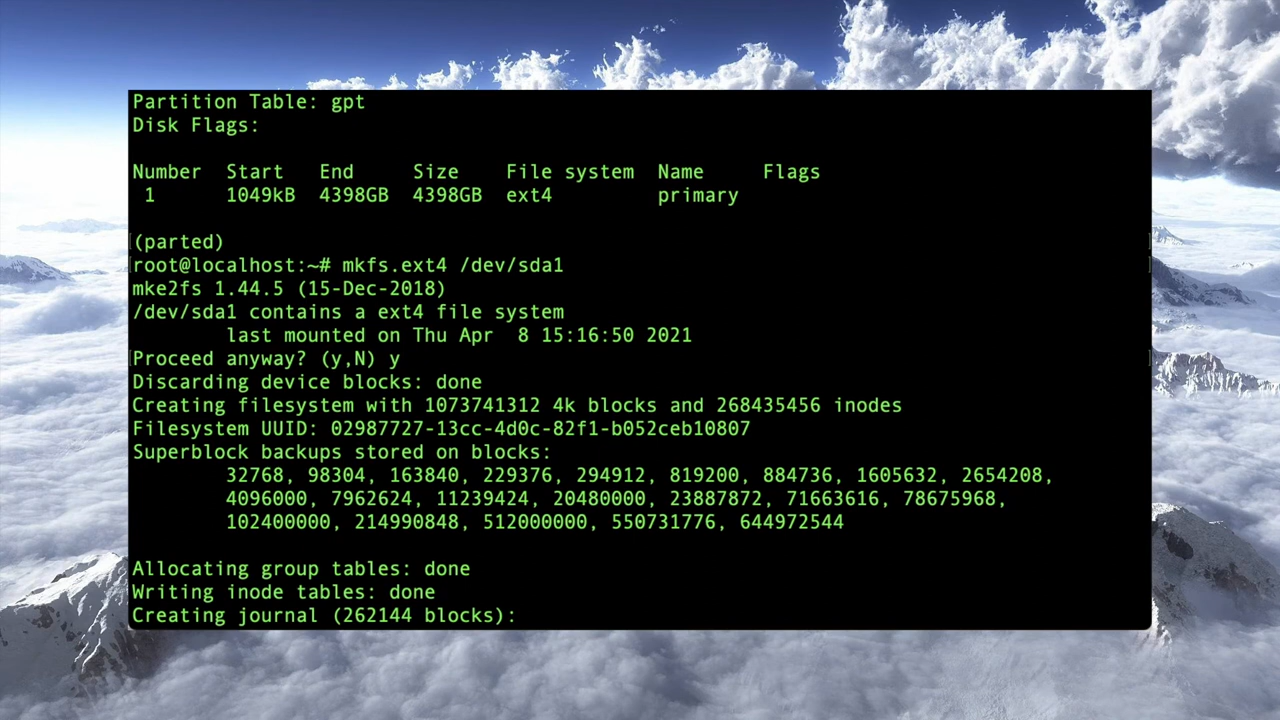 Partition Table: gpt
Disk Flags:
Number  Start   End     Size    File system  Name     Flags
 1      1049kB  4398GB  4398GB  ext4         primary
(parted)
root@localhost:~# mkfs.ext4 /dev/sda1
mke2fs 1.44.5 (15-Dec-2018)
/dev/sda1 contains a ext4 file system
        last mounted on Thu Apr  8 15:16:50 2021
Proceed anyway? (y,N) y
Discarding device blocks: done
Creating filesystem with 1073741312 4k blocks and 268435456 inodes
Filesystem UUID: 02987727-13cc-4d0c-82f1-b052ceb10807
Superblock backups stored on blocks:
        32768, 98304, 163840, 229376, 294912, 819200, 884736, 1605632, 2654208,
        4096000, 7962624, 11239424, 20480000, 23887872, 71663616, 78675968,
        102400000, 214990848, 512000000, 550731776, 644972544
Allocating group tables: done
Writing inode tables: done
Creating journal (262144 blocks):